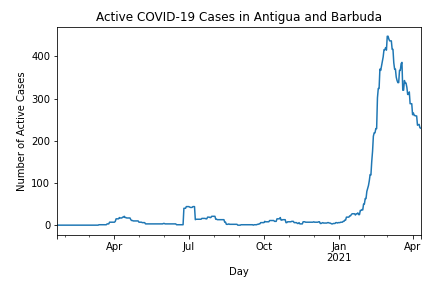 Active COVID-19 Cases in Antigua and Barbuda
400
300
200
100
0
Number of Active Cases
Apr
Jul
Oct
Jan
2021
Apr
Day